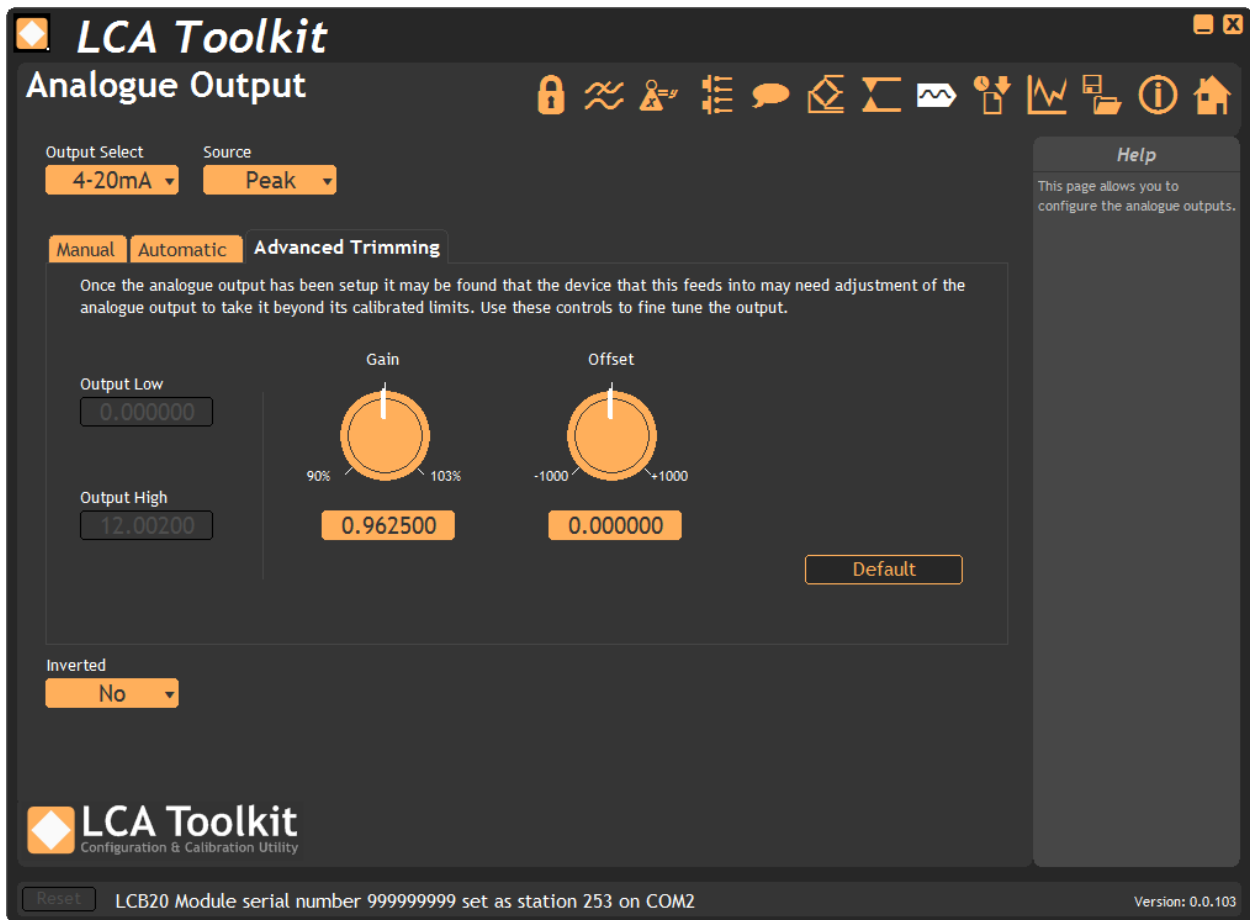 LCA Toolkit
Analogue Output
x=y
Output Select
Source
4-20mA
Peak
Manual
Automatic
Advanced Trimming
Once the analogue output has been setup it may be found that the device that this feeds into may need adjustment of the
analogue output to take it beyond its calibrated limits. Use these controls to fine tune the output.
Output Low
0.000000
Output High
12.00200
Gain
90%
103%
0.962500
Offset
-1000
+1000
0.000000
Default
Inverted
No
Help
This page allows you to
configure the analogue outputs.
LCA Toolkit
Configuration & Calibration Utility
Reset
LCB20 Module serial number 999999999 set as station 253 on COM2
Version: 0.0.103